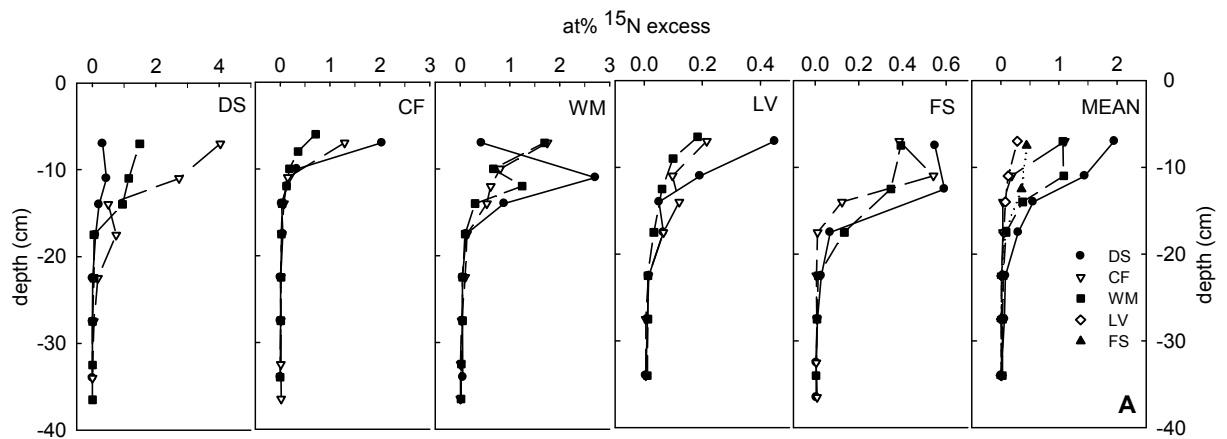 at% 15N excess
0 2 4
0 1 2 3
0 1 2 3
0.0 0.2 0.4
0.0 0.2 0.4 0.6
0 1 2
0
-10
-20
-30
-40
depth (cm)
DS
CF
WM
LV
FS
MEAN
DS
CF
WM
LV
FS
A
0
-10
-20
-30
-40
depth (cm)